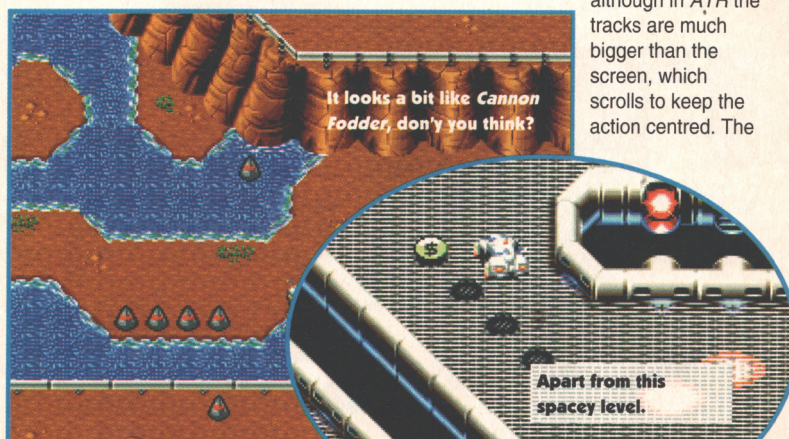 although in ATH the
tracks are much
bigger than the
screen, which
scrolls to keep the
action centred. The
It looks a bit like Cannon
Fodder, don'y you think?
$
Apart from this
spacey level.